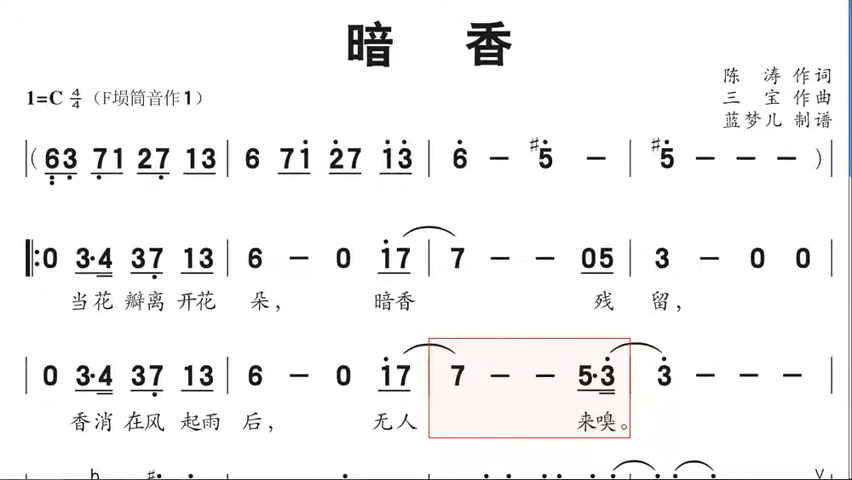 暗 香
陈 涛 作词
1=C 4/4 （F埙筒音作1）
三 宝 作曲
蓝梦儿 制谱
|( 63 71 27 13 | 6 71 27 13 | 6 – #5 – | #5 – – – )|
‖:0 3·4 37 13 | 6 – 0 17 | 7 – – 05 | 3 – 0 0 |
当花 瓣离 开花 朵， 暗香 残 留，
0 3·4 37 13 | 6 – 0 17 | 7 – – 5·3 | 3 – – – |
香消 在风 起雨 后， 无人 来嗅。